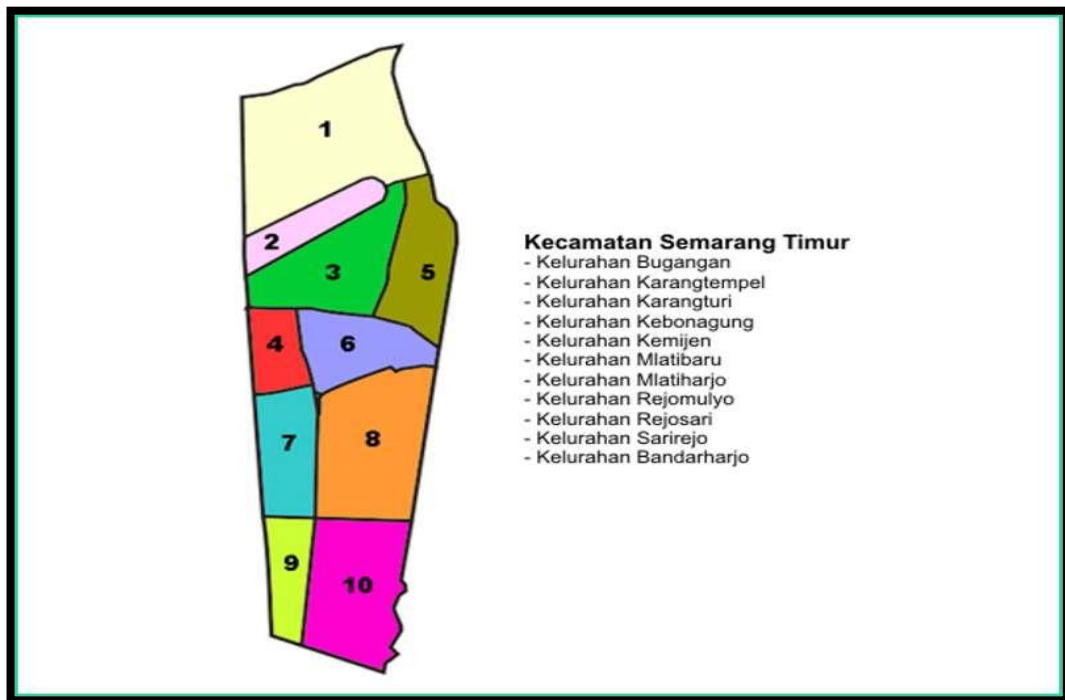 1
2
3
5
4
6
7
8
9
10
Kecamatan Semarang Timur
- Kelurahan Bugangan
- Kelurahan Karangtempel
- Kelurahan Karangturi
- Kelurahan Kebonagung
- Kelurahan Kemijen
- Kelurahan Mlatibaru
- Kelurahan Mlatiharjo
- Kelurahan Rejomulyo
- Kelurahan Rejosari
- Kelurahan Sarirejo
- Kelurahan Bandarharjo